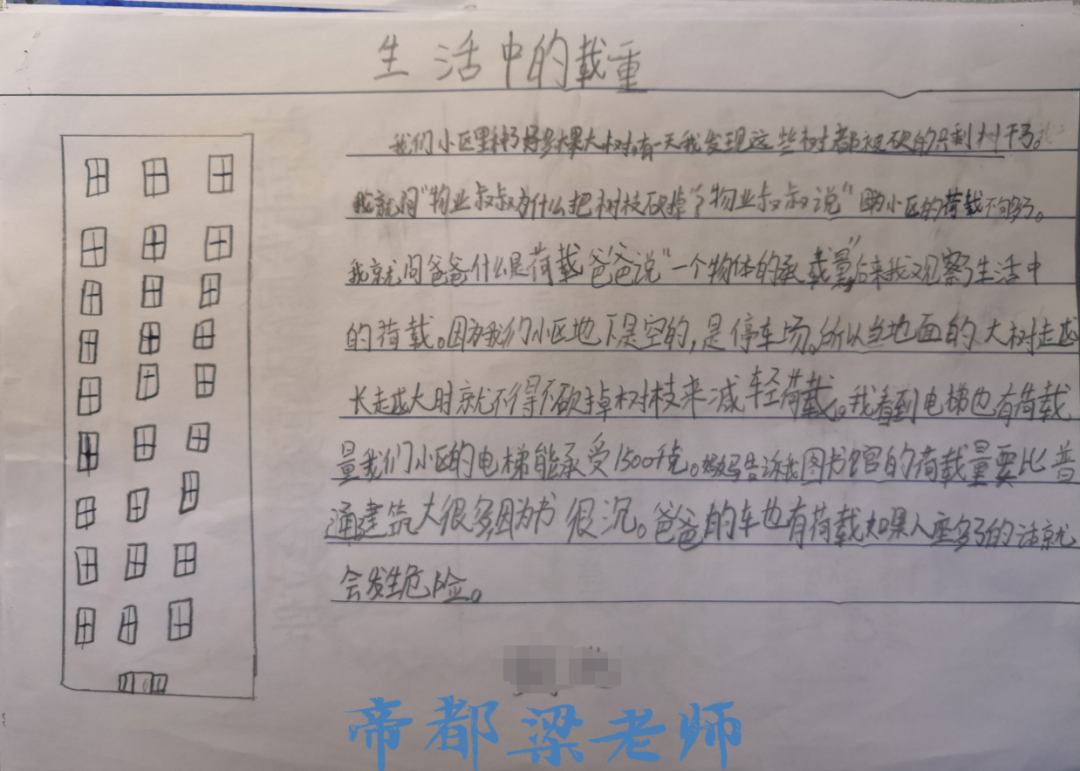 生活中的载重
我们小区里种了好多棵大树有一天我发现这些树都被砍的只剩树干了。
我就问"物业叔叔为什么把树枝砍掉了"物业叔叔说"因为小区的荷载不够了。
我就问爸爸什么是荷载爸爸说"一个物体的承载量"后来我又观察了生活中
的荷载。因为我们小区地下是空的,是停车场。所以当地面的大树越
长越大时就不得不砍掉树枝来减轻荷载。我看到电梯也有荷载
量我们小区的电梯能承受1500千克。妈妈告诉我图书馆的荷载量要比普
通建筑大很多因为书很沉。爸爸的车也有荷载如果人座多了的话就
会发生危险。
帝都梁老师